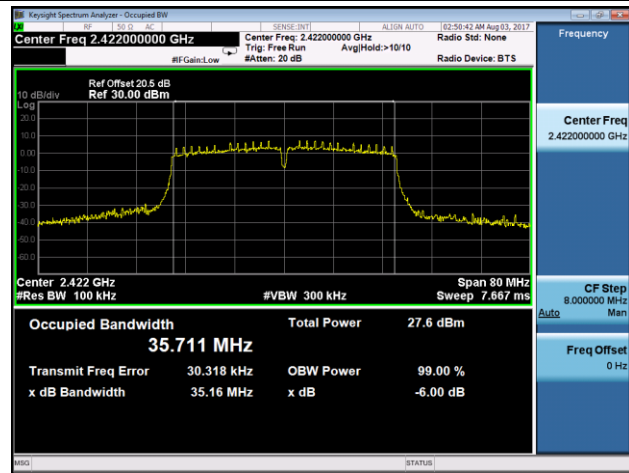 Keysight Spectrum Analyzer - Occupied BW
RF 50 Ω AC SENSE:INT ALIGN AUTO 02:50:42 AM Aug 03, 2017
Center Freq 2.422000000 GHz
Center Freq: 2.422000000 GHz
Radio Std: None
Trig: Free Run Avg|Hold:>10/10
#IFGain:Low
#Atten: 20 dB
Radio Device: BTS
Frequency
Ref Offset 20.5 dB
10 dB/div Ref 30.00 dBm
Log
20.0
10.0
0.00
-10.0
-20.0
-30.0
-40.0
-50.0
-60.0
Center Freq
2.422000000 GHz
Center 2.422 GHz Span 80 MHz
#Res BW 100 kHz #VBW 300 kHz Sweep 7.667 ms
CF Step
8.000000 MHz
Auto Man
Freq Offset
0 Hz
Occupied Bandwidth Total Power 27.6 dBm
35.711 MHz
Transmit Freq Error 30.318 kHz OBW Power 99.00 %
x dB Bandwidth 35.16 MHz x dB -6.00 dB
MSG STATUS